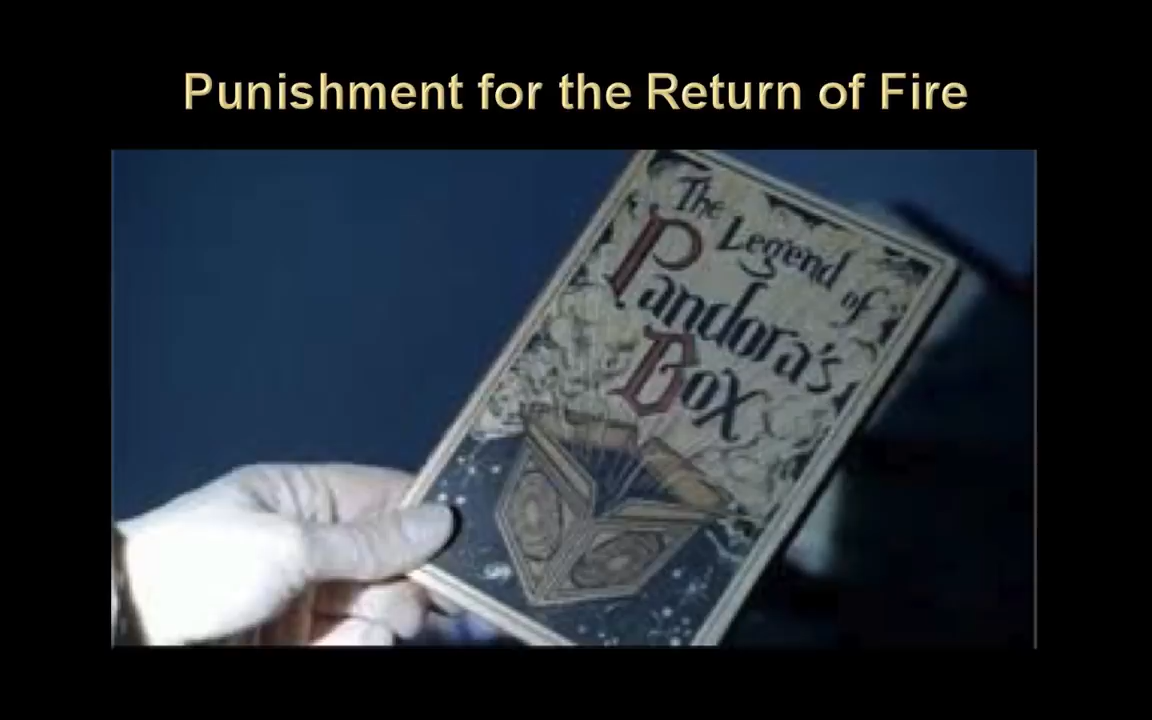 Punishment for the Return of Fire
The
Legend
of
Pandora's
Box